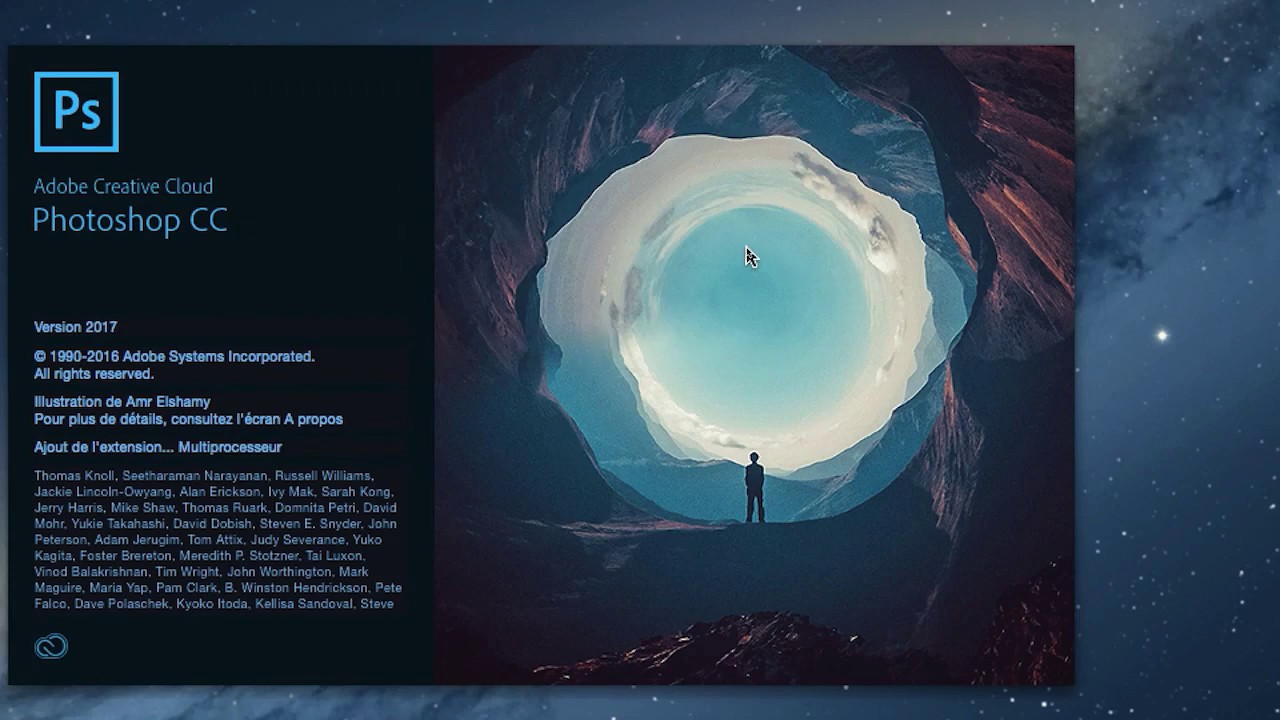 Ps
Adobe Creative Cloud
Photoshop CC
Version 2017
© 1990-2016 Adobe Systems Incorporated.
All rights reserved.
Illustration de Amr Elshamy
Pour plus de détails, consultez l'écran A propos
Ajout de l'extension... Multiprocesseur
Thomas Knoll, Seetharaman Narayanan, Russell Williams,
Jackie Lincoln-Owyang, Alan Erickson, Ivy Mak, Sarah Kong,
Jerry Harris, Mike Shaw, Thomas Ruark, Domnita Petri, David
Mohr, Yukie Takahashi, David Dobish, Steven E. Snyder, John
Peterson, Adam Jerugim, Tom Attix, Judy Severance, Yuko
Kagita, Foster Brereton, Meredith P. Stotzner, Tai Luxon,
Vinod Balakrishnan, Tim Wright, John Worthington, Mark
Maguire, Maria Yap, Pam Clark, B. Winston Hendrickson, Pete
Falco, Dave Polaschek, Kyoko Itoda, Kellisa Sandoval, Steve